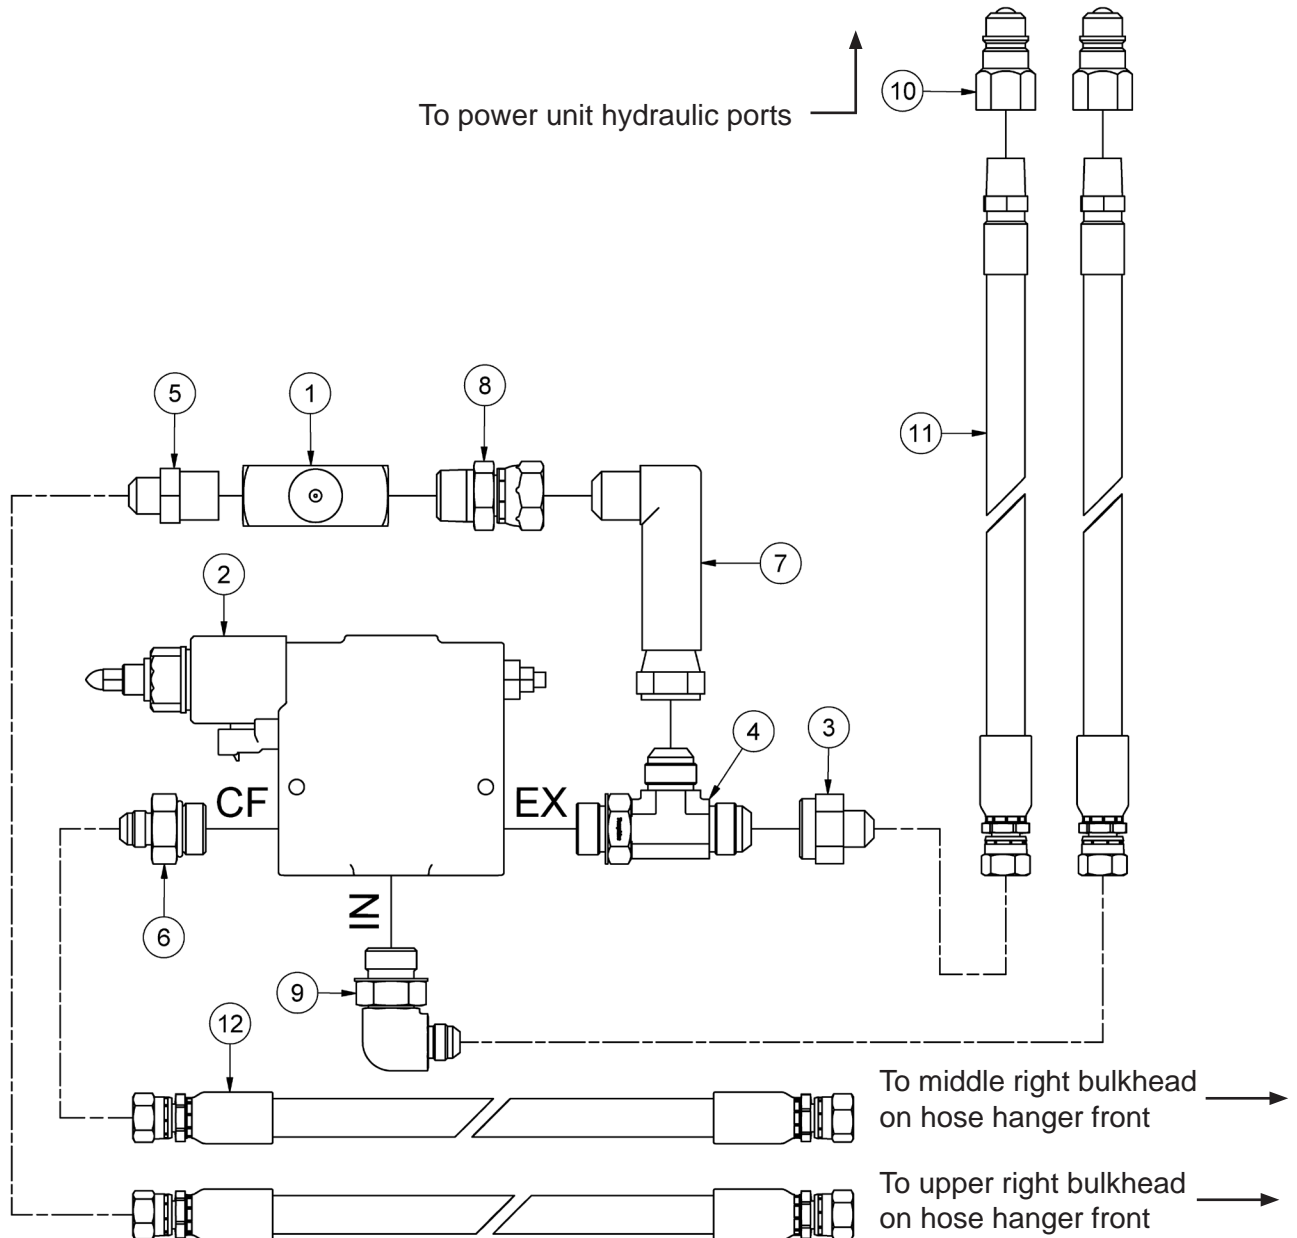 10
To power unit hydraulic ports
5
1
8
11
2
7
4
3
CF
EX
6
IN
9
12
To middle right bulkhead
on hose hanger front
To upper right bulkhead
on hose hanger front